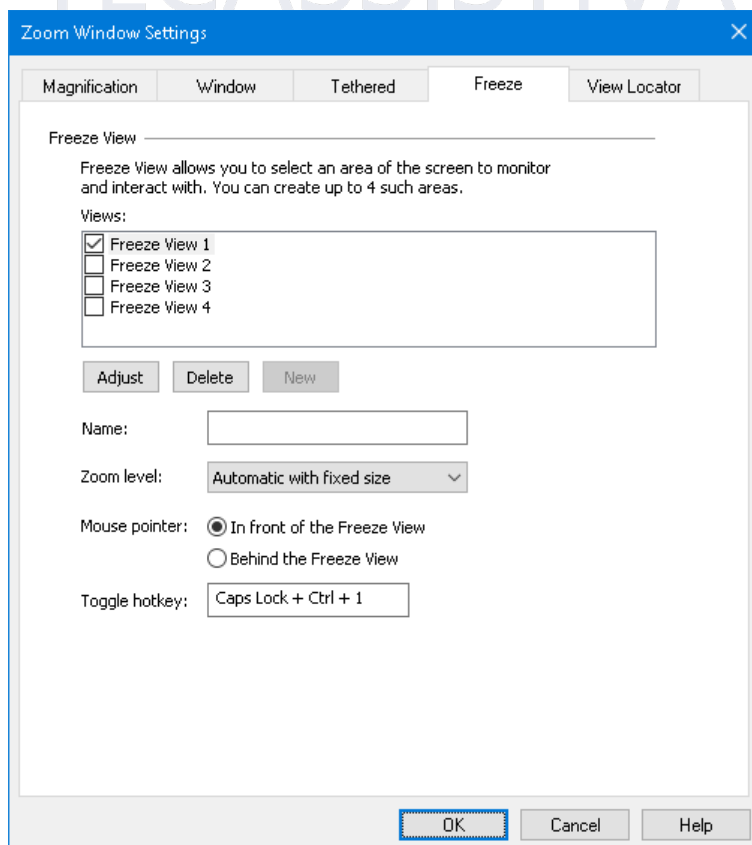 TECASSISTIVA
Zoom Window Settings
Magnification Window Tethered Freeze View Locator
Freeze View
Freeze View allows you to select an area of the screen to monitor
and interact with. You can create up to 4 such areas.
Views:
Freeze View 1
Freeze View 2
Freeze View 3
Freeze View 4
Adjust Delete New
Name:
Zoom level: Automatic with fixed size
Mouse pointer: In front of the Freeze View
Behind the Freeze View
Toggle hotkey: Caps Lock + Ctrl + 1
OK Cancel Help